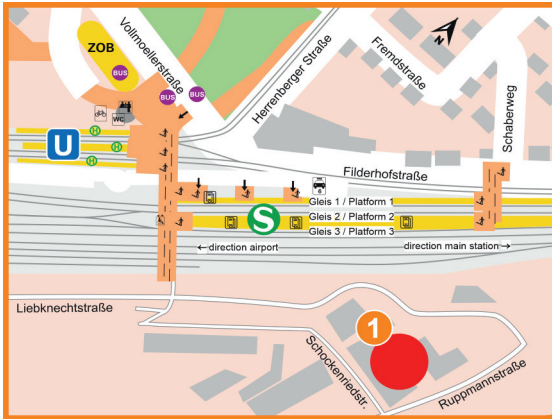 ZOB
BUS
BUS
Vollmoellerstraße
Herrenberger Straße
Fremdstraße
N
Schaberweg
WC
H
H
H
U
Filderhofstraße
6
Gleis 1 / Platform 1
Gleis 2 / Platform 2
Gleis 3 / Platform 3
S
← direction airport
direction main station →
Liebknechtstraße
1
Schockenriedstr.
Ruppmannstraße